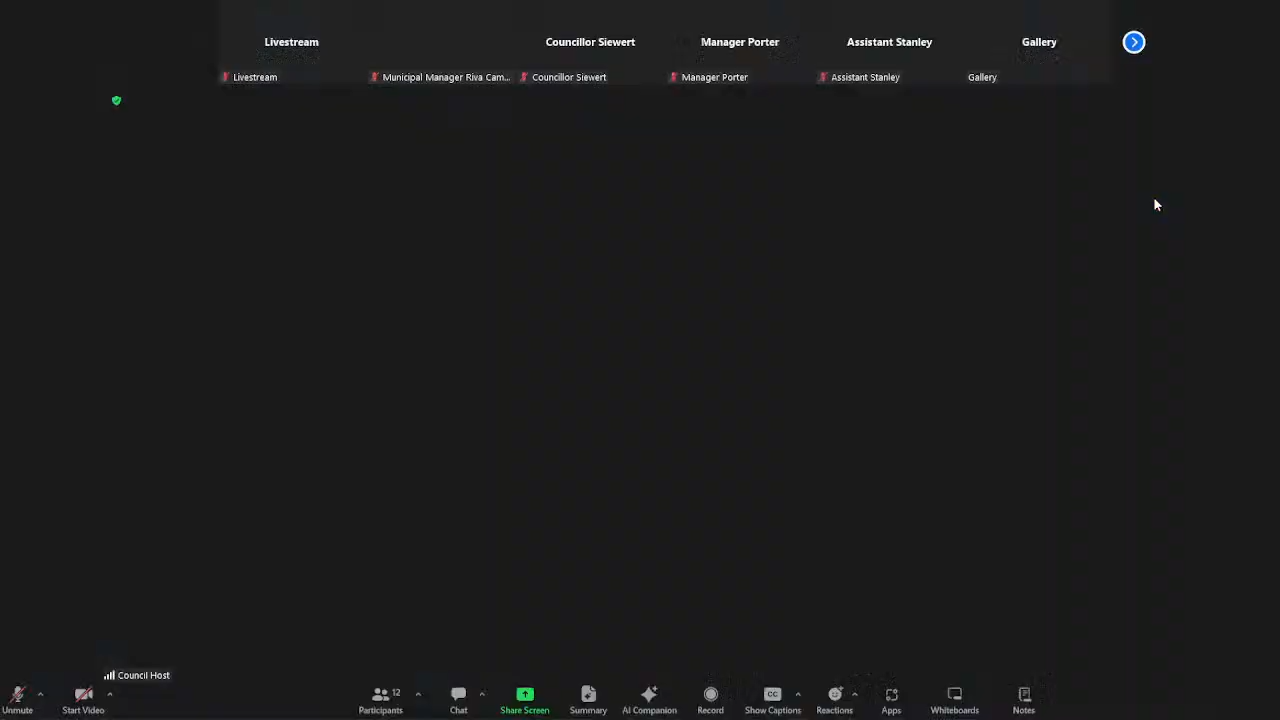 Livestream
Councillor Siewert
Manager Porter
Assistant Stanley
Gallery
Livestream
Municipal Manager Riva Cam...
Councillor Siewert
Manager Porter
Assistant Stanley
Gallery
Council Host
Unmute
Start Video
12
Participants
Chat
Share Screen
Summary
AI Companion
Record
CC
Show Captions
Reactions
Apps
Whiteboards
Notes